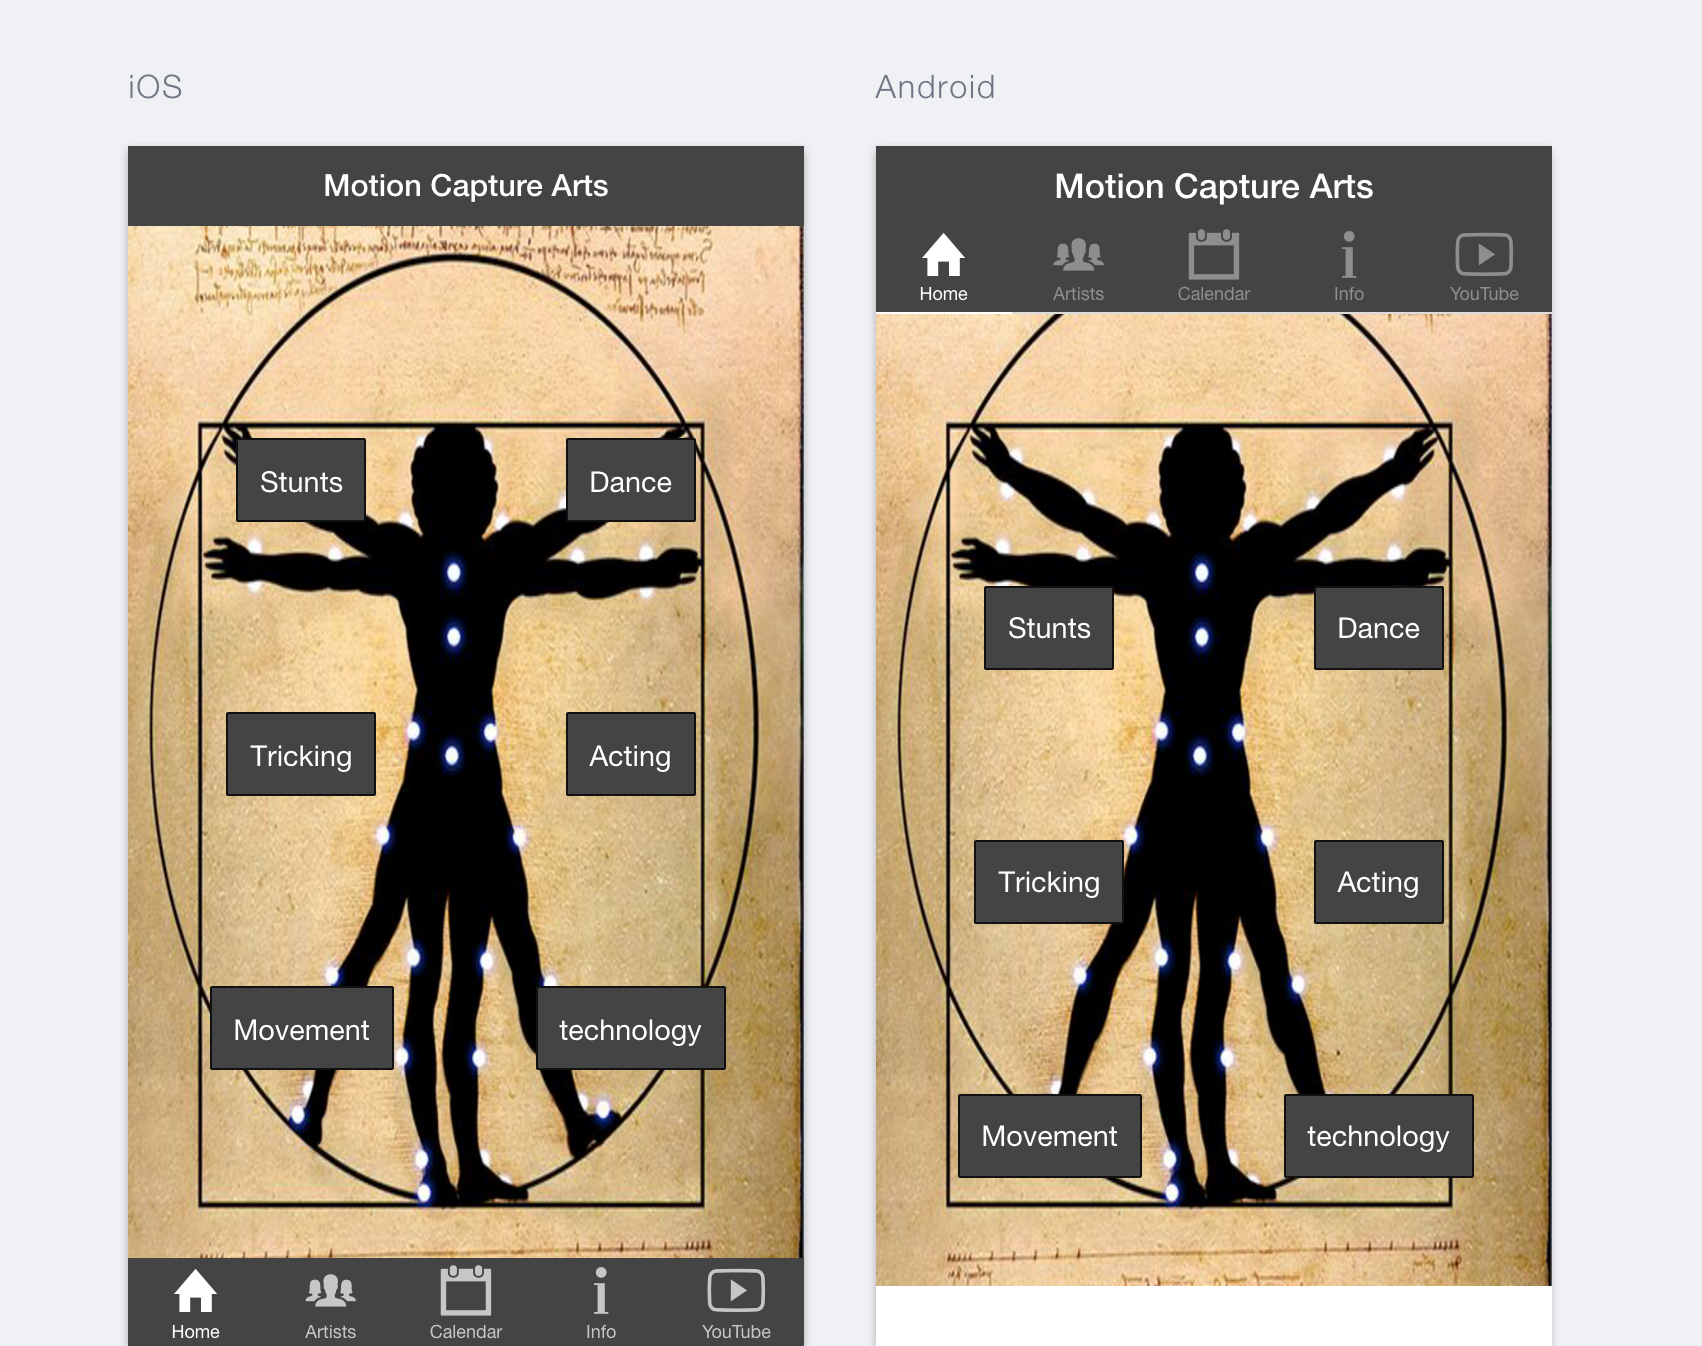 iOS
Motion Capture Arts
Stunts
Dance
Tricking
Acting
Movement
technology
Home
Artists
Calendar
Info
YouTube
Android
Motion Capture Arts
Home
Artists
Calendar
Info
YouTube
Stunts
Dance
Tricking
Acting
Movement
technology